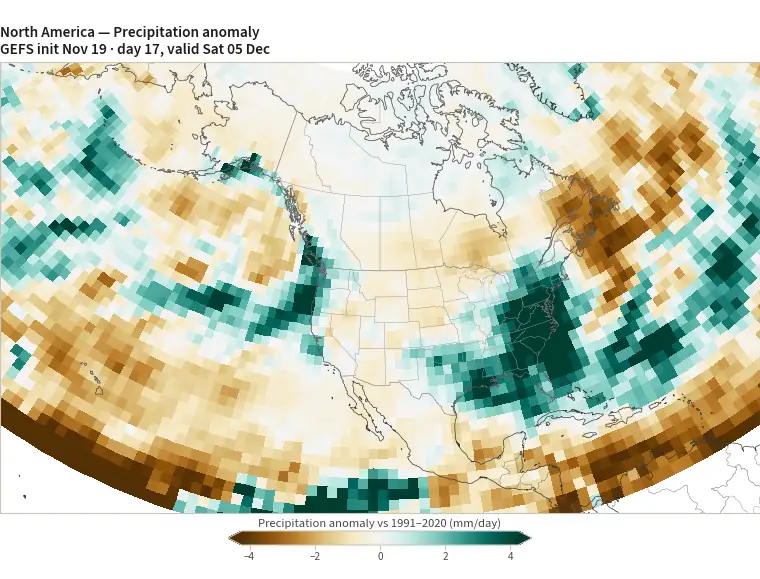 North America — Precipitation anomaly
GEFS init Nov 19 · day 17, valid Sat 05 Dec
Precipitation anomaly vs 1991–2020 (mm/day)
−4 −2 0 2 4